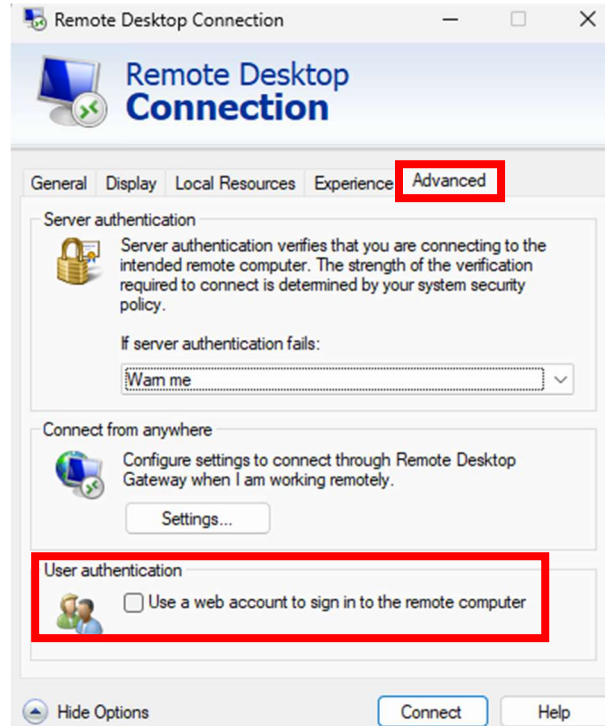 Remote Desktop Connection
Remote Desktop
Connection
General Display Local Resources Experience Advanced
Server authentication
Server authentication verifies that you are connecting to the
intended remote computer. The strength of the verification
required to connect is determined by your system security
policy.
If server authentication fails:
Warn me
Connect from anywhere
Configure settings to connect through Remote Desktop
Gateway when I am working remotely.
Settings...
User authentication
Use a web account to sign in to the remote computer
Hide Options Connect Help